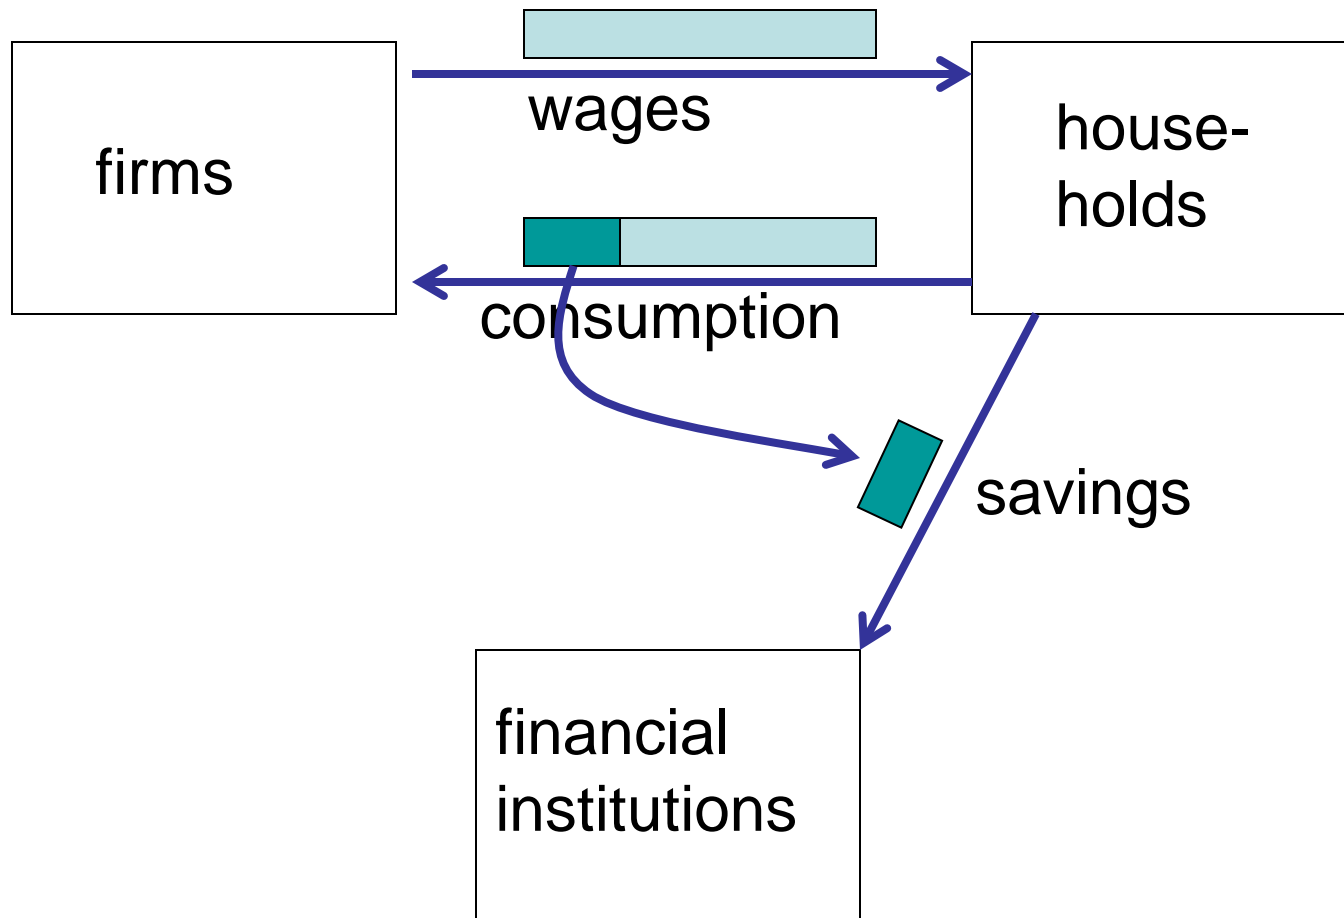 wages
firms
house-
holds
consumption
savings
financial
institutions